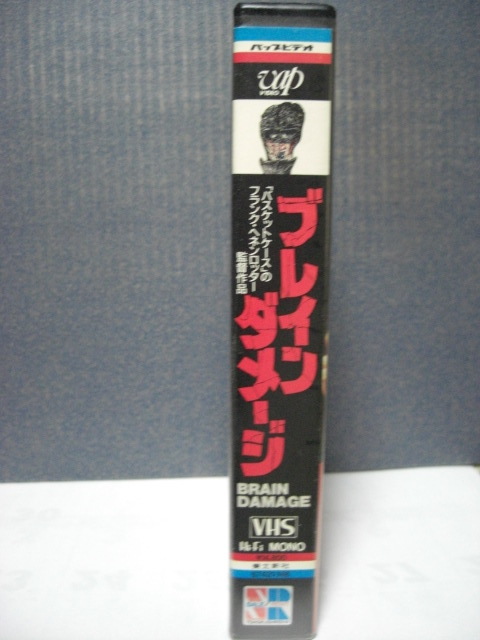 バップビデオ
vap
VIDEO
ブレイン
ダメージ
「バスケットケース」の
フランク・ヘネンロッター
監督作品
BRAIN
DAMAGE
VHS
Hi-Fi MONO